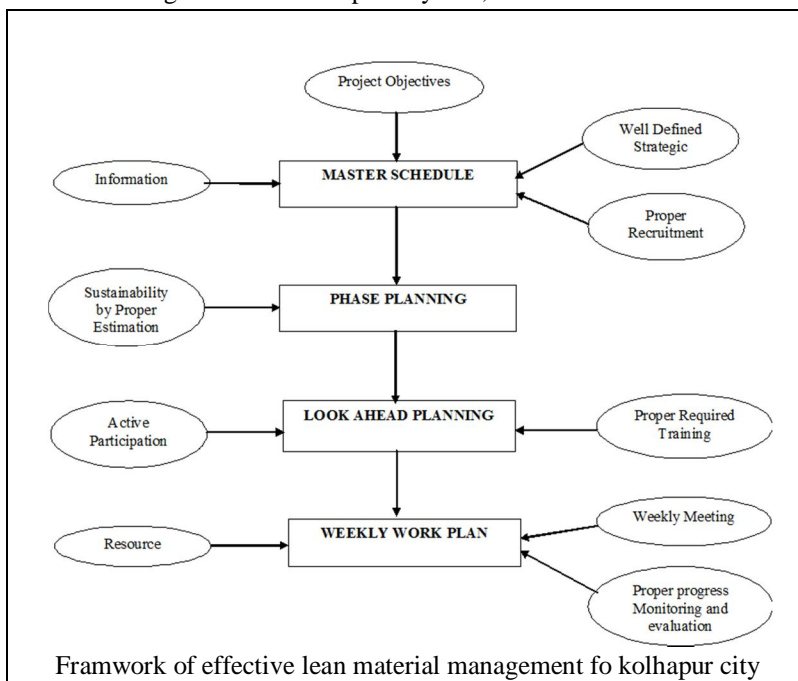 Project Objectives
Well Defined
Strategic
Information
MASTER SCHEDULE
Proper
Recruitment
Sustainability
by Proper
Estimation
PHASE PLANNING
Active
Participation
LOOK AHEAD PLANNING
Proper Required
Training
Weekly Meeting
Resource
WEEKLY WORK PLAN
Proper progress
Monitoring and
evaluation
Framwork of effective lean material management fo kolhapur city